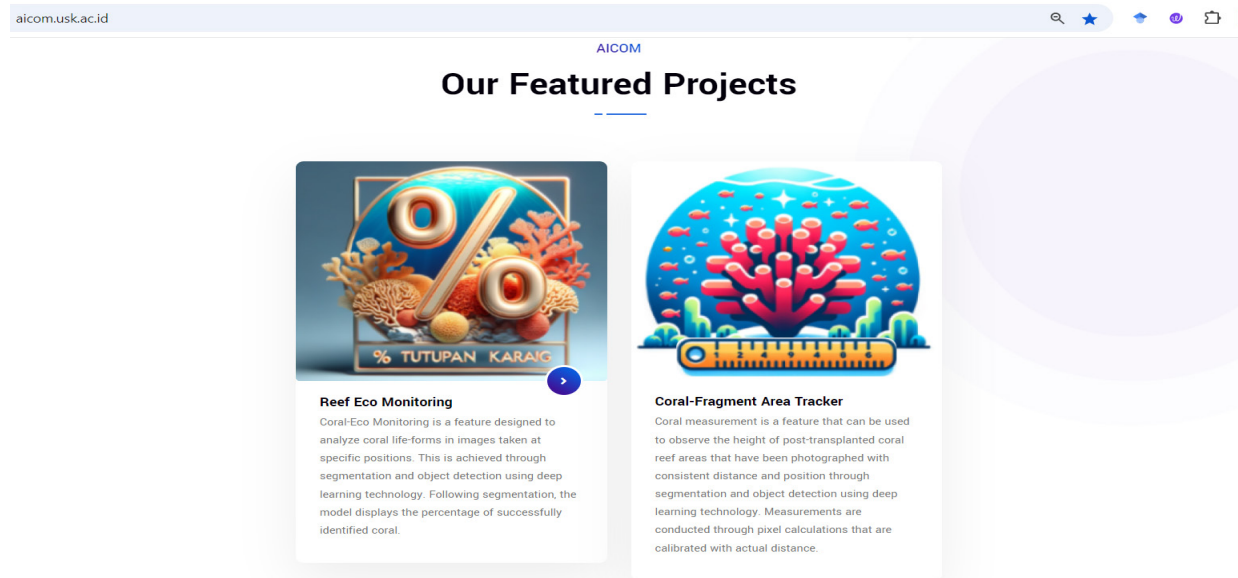 aicom.usk.ac.id
AICOM
Our Featured Projects
% TUTUPAN KARAIG
Reef Eco Monitoring
Coral-Eco Monitoring is a feature designed to
analyze coral life-forms in images taken at
specific positions. This is achieved through
segmentation and object detection using deep
learning technology. Following segmentation, the
model displays the percentage of successfully
identified coral.
Coral-Fragment Area Tracker
Coral measurement is a feature that can be used
to observe the height of post-transplanted coral
reef areas that have been photographed with
consistent distance and position through
segmentation and object detection using deep
learning technology. Measurements are
conducted through pixel calculations that are
calibrated with actual distance.